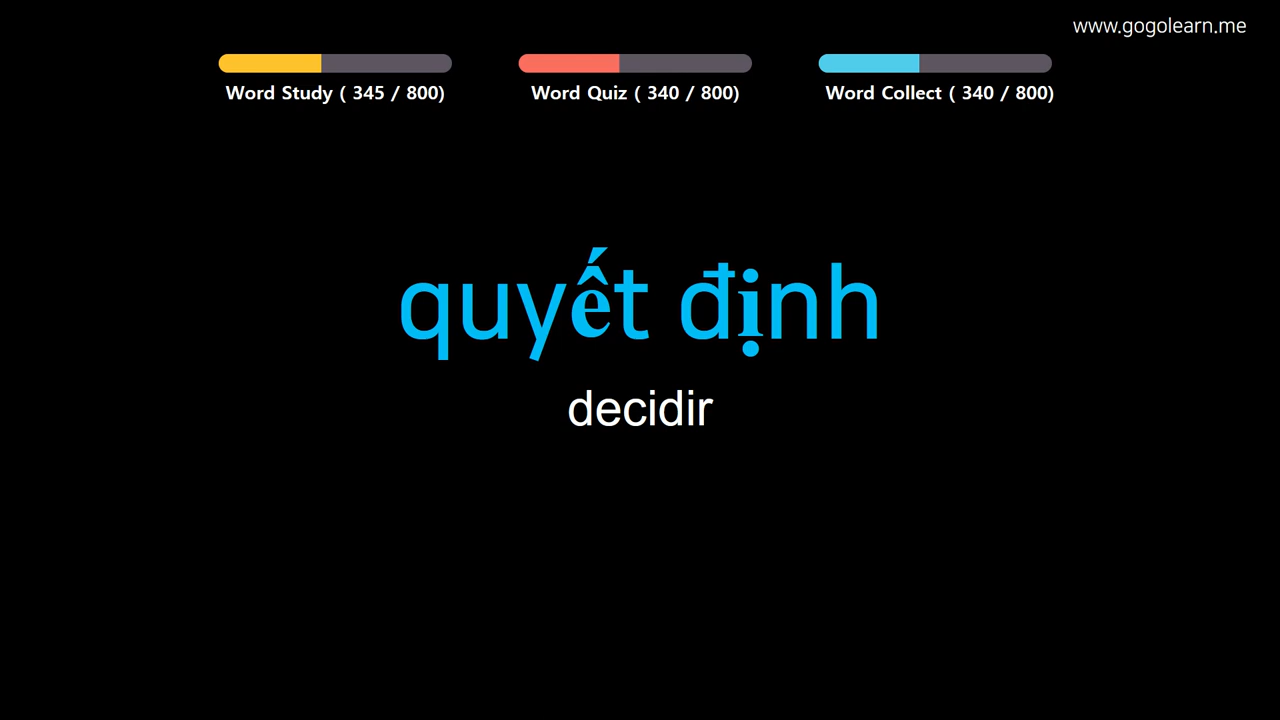 www.gogolearn.me
Word Study ( 345 / 800)
Word Quiz ( 340 / 800)
Word Collect ( 340 / 800)
quyết định
decidir